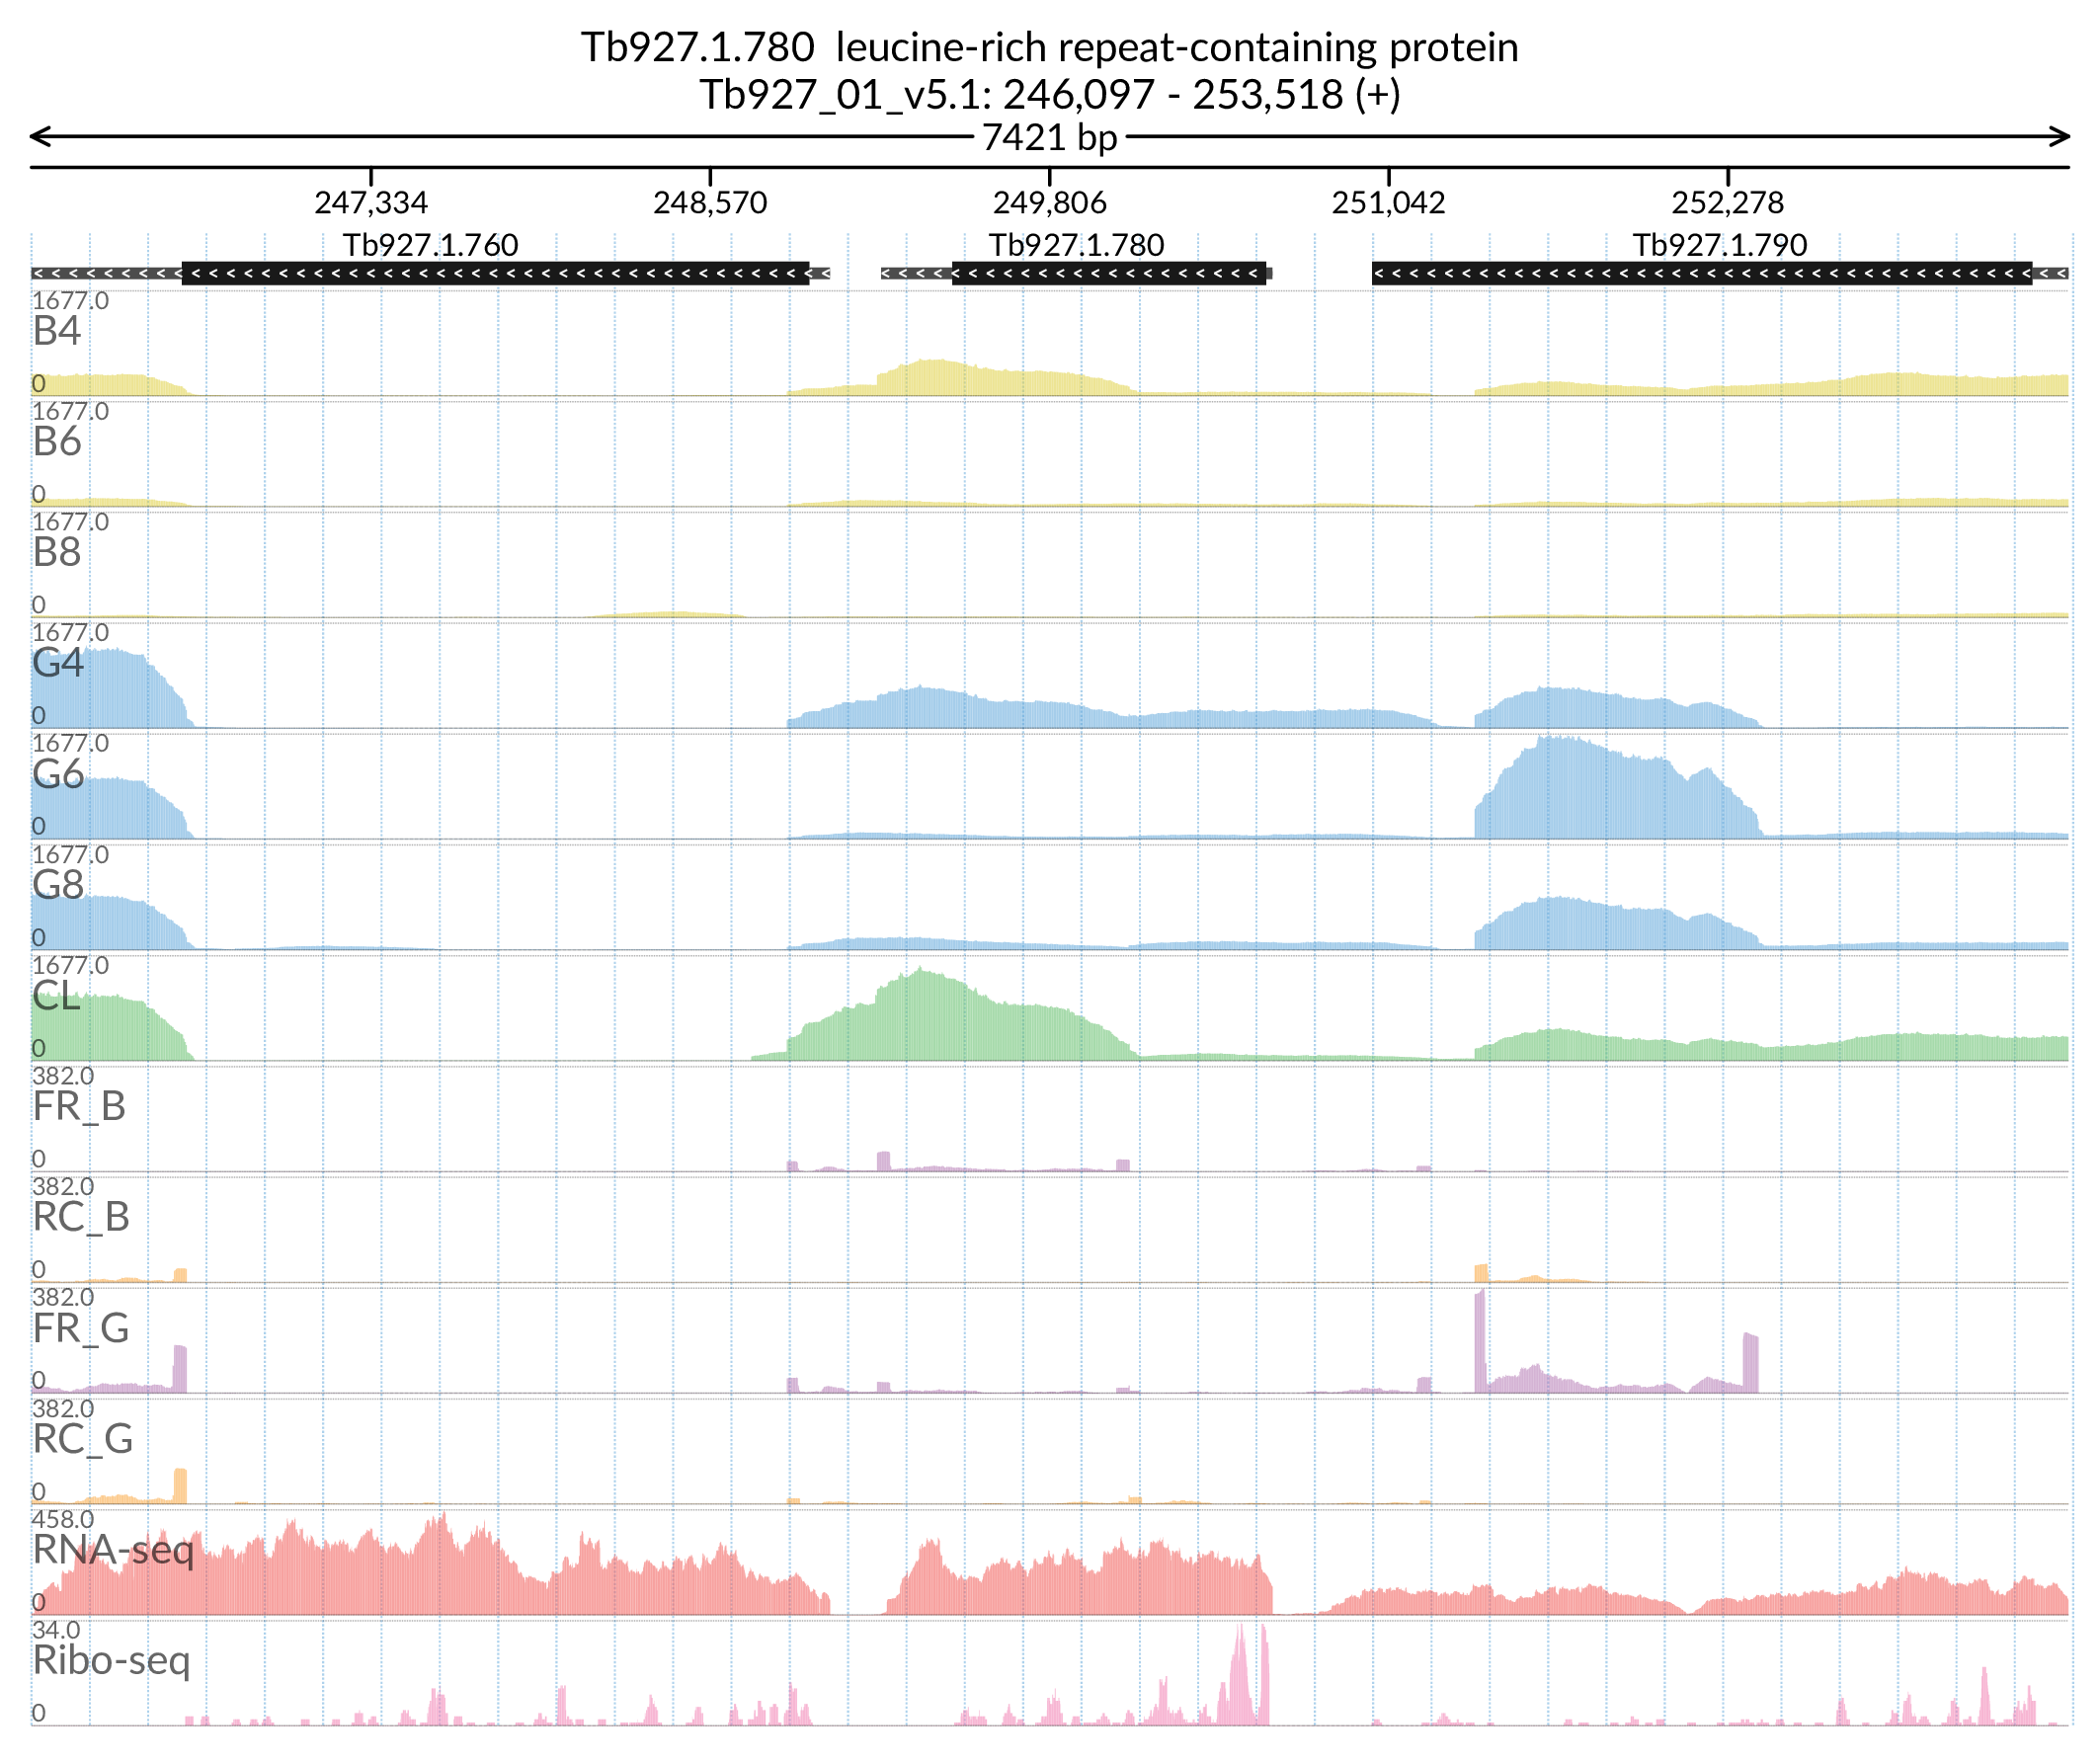 Tb927.1.780 leucine-rich repeat-containing protein
Tb927_01_v5.1: 246,097 - 253,518 (+)
7421 bp
247,334 248,570 249,806 251,042 252,278
Tb927.1.760 Tb927.1.780 Tb927.1.790
1677.0
B4
0
1677.0
B6
0
1677.0
B8
0
1677.0
G4
0
1677.0
G6
0
1677.0
G8
0
1677.0
CL
0
382.0
FR_B
0
382.0
RC_B
0
382.0
FR_G
0
382.0
RC_G
0
458.0
RNA-seq
0
34.0
Ribo-seq
0